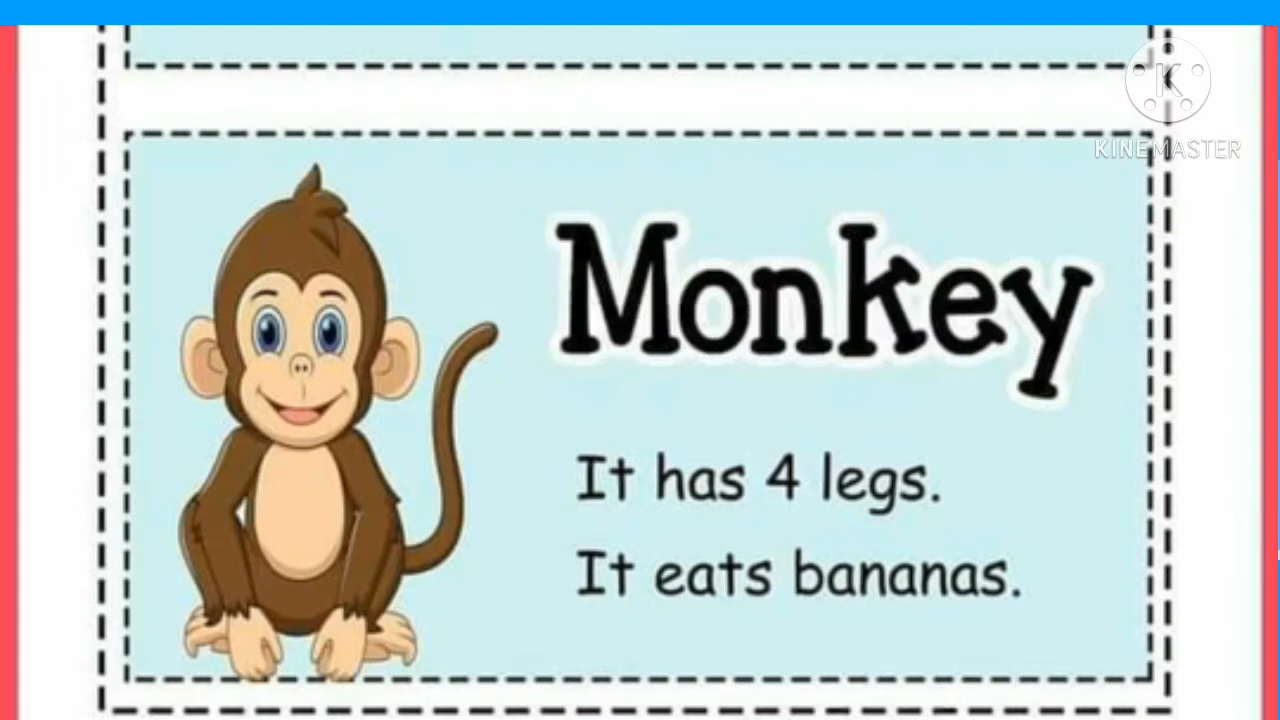 K
KINEMASTER
Monkey
It has 4 legs.
It eats bananas.